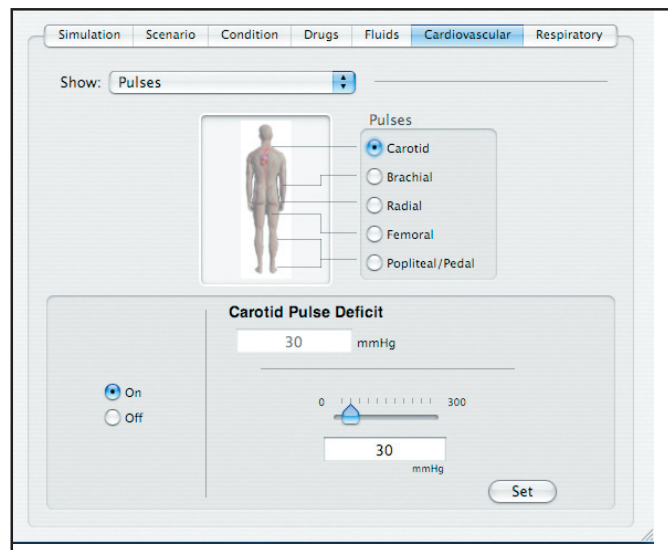 Simulation Scenario Condition Drugs Fluids Cardiovascular Respiratory
Show: Pulses
Pulses
Carotid
Brachial
Radial
Femoral
Popliteal/Pedal
Carotid Pulse Deficit
30 mmHg
On
Off
0 300
30
mmHg
Set